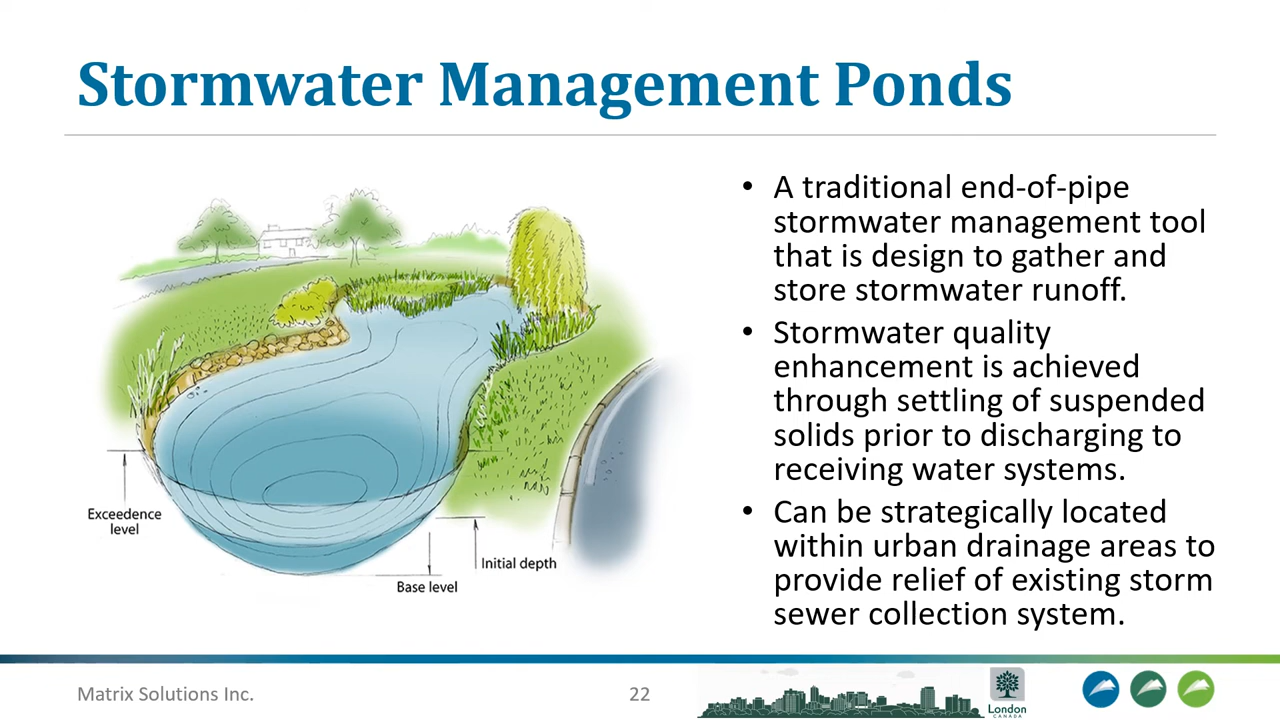 Stormwater Management Ponds
• A traditional end-of-pipe
stormwater management tool
that is design to gather and
store stormwater runoff.
• Stormwater quality
enhancement is achieved
through settling of suspended
solids prior to discharging to
receiving water systems.
• Can be strategically located
within urban drainage areas to
provide relief of existing storm
sewer collection system.
Exceedence
level
Initial depth
Base level
Matrix Solutions Inc.
22
London
CANADA